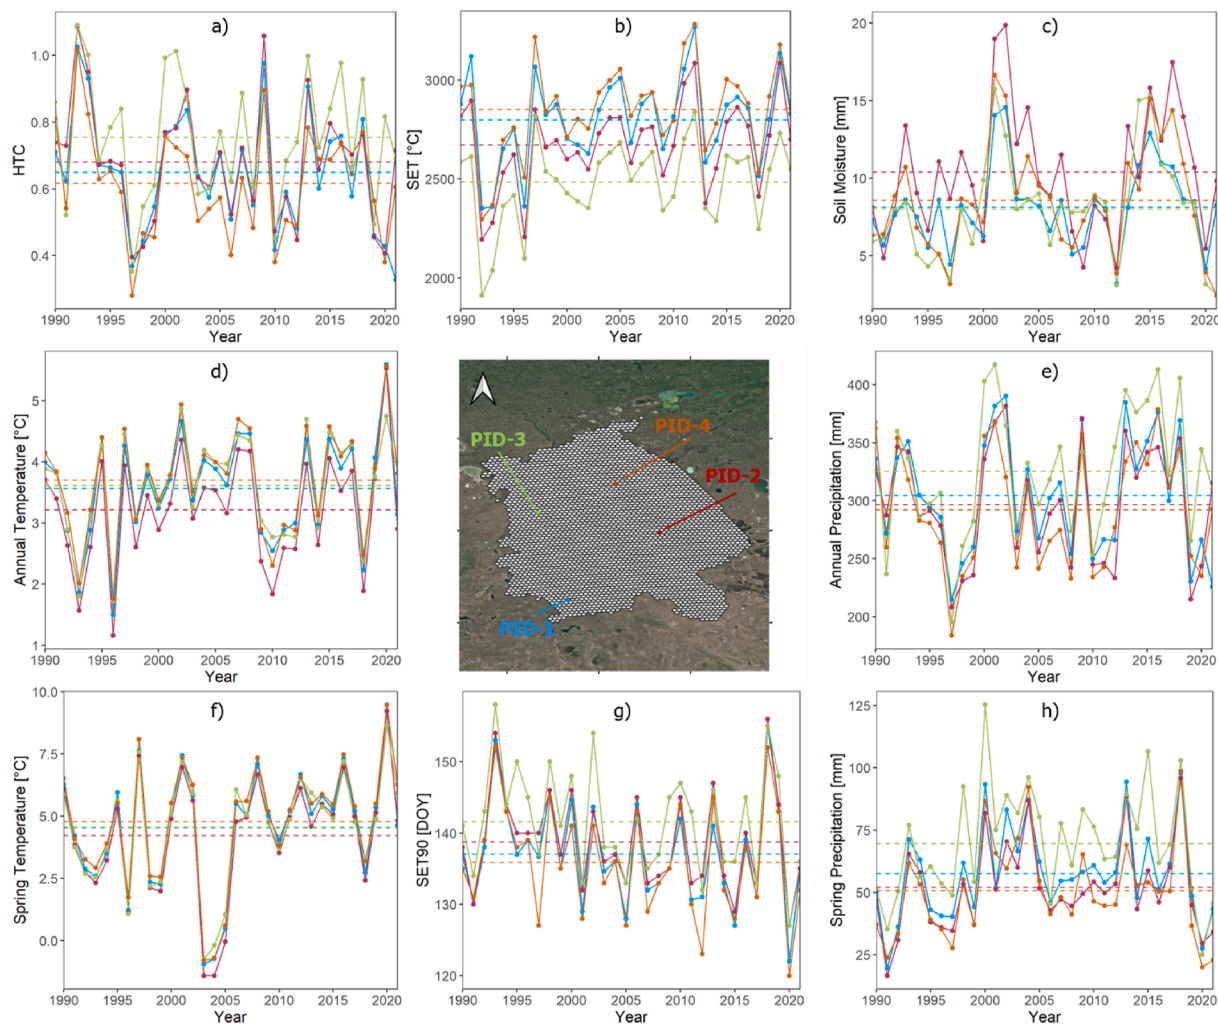 a)
HTC
1.0
0.8
0.6
0.4
1990 1995 2000 2005 2010 2015 2020
Year
b)
SET [°C]
3000
2500
2000
1990 1995 2000 2005 2010 2015 2020
Year
c)
Soil Moisture [mm]
20
15
10
5
1990 1995 2000 2005 2010 2015 2020
Year
d)
Annual Temperature [°C]
5
4
3
2
1
1990 1995 2000 2005 2010 2015 2020
Year
PID-3
PID-4
PID-2
PID-1
e)
Annual Precipitation [mm]
400
350
300
250
200
1990 1995 2000 2005 2010 2015 2020
Year
f)
Spring Temperature [°C]
10.0
7.5
5.0
2.5
0.0
1990 1995 2000 2005 2010 2015 2020
Year
g)
SET90 [DOY]
150
140
130
120
1990 1995 2000 2005 2010 2015 2020
Year
h)
Spring Precipitation [mm]
125
100
75
50
25
1990 1995 2000 2005 2010 2015 2020
Year